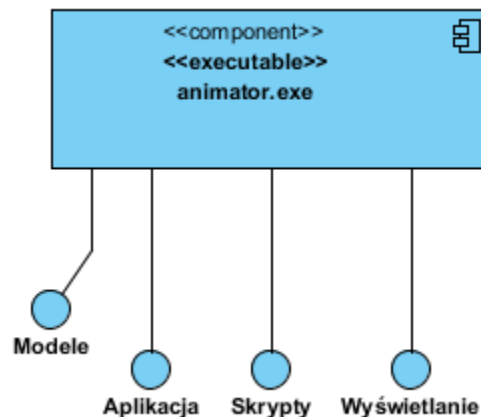 <<component>>
<<executable>>
animator.exe
Modele
Aplikacja Skrypty Wyświetlanie